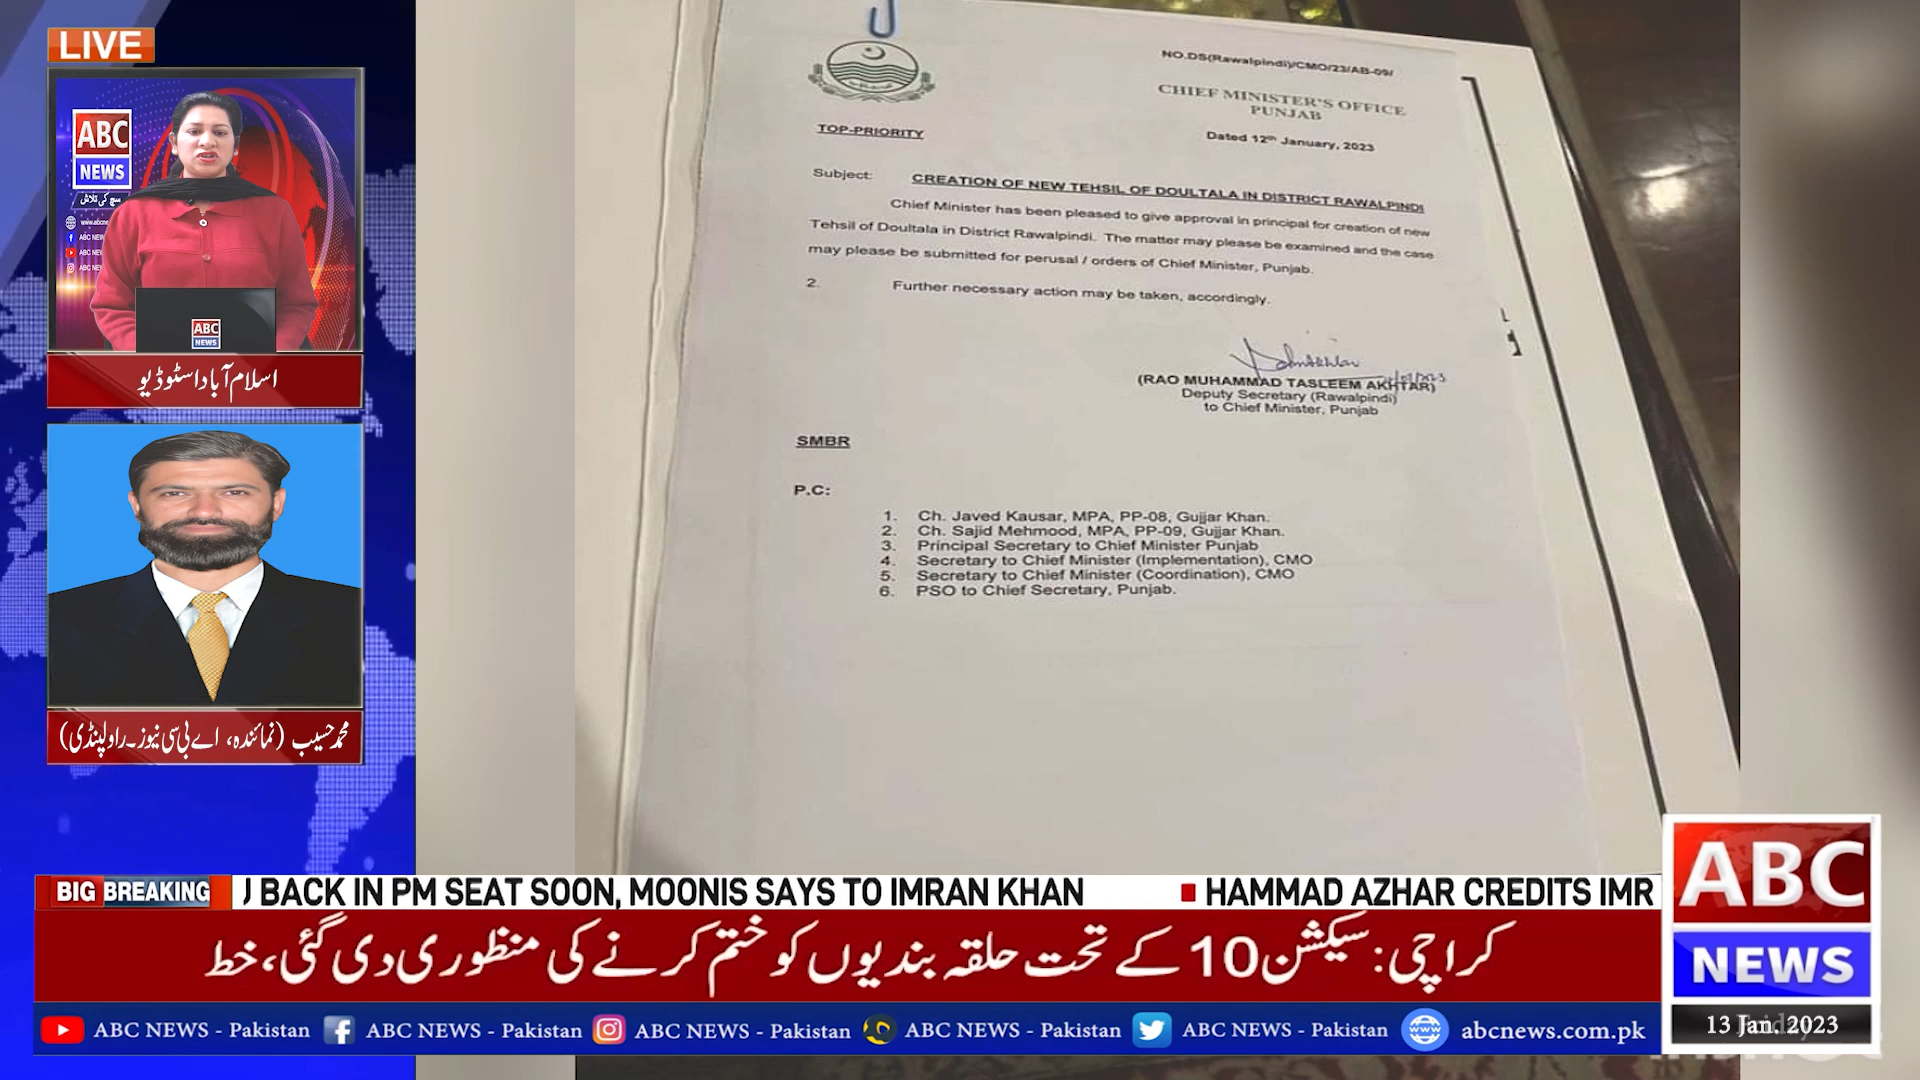 LIVE
ABC
NEWS
سچ کی تلاش
ABC
NEWS
اسلام آباد اسٹوڈیو
محمد حسیب (نمائندہ، اے بی سی نیوز۔راولپنڈی)
NO.DS(Rawalpindi)/CMO/23/AB-09/
CHIEF MINISTER'S OFFICE
PUNJAB
TOP-PRIORITY
Dated 12th January, 2023
Subject: CREATION OF NEW TEHSIL OF DOULTALA IN DISTRICT RAWALPINDI
Chief Minister has been pleased to give approval in principal for creation of new
Tehsil of Doultala in District Rawalpindi. The matter may please be examined and the case
may please be submitted for perusal / orders of Chief Minister, Punjab.
2. Further necessary action may be taken, accordingly.
(RAO MUHAMMAD TASLEEM AKHTAR)
Deputy Secretary (Rawalpindi)
to Chief Minister, Punjab
SMBR
P.C:
1. Ch. Javed Kausar, MPA, PP-08, Gujjar Khan.
2. Ch. Sajid Mehmood, MPA, PP-09, Gujjar Khan.
3. Principal Secretary to Chief Minister Punjab
4. Secretary to Chief Minister (Implementation), CMO
5. Secretary to Chief Minister (Coordination), CMO
6. PSO to Chief Secretary, Punjab.
BIG BREAKING
BACK IN PM SEAT SOON, MOONIS SAYS TO IMRAN KHAN ■ HAMMAD AZHAR CREDITS IMR
کراچی: سیکشن 10 کے تحت حلقہ بندیوں کو ختم کرنے کی منظوری دی گئی، خط
ABC NEWS - Pakistan ABC NEWS - Pakistan ABC NEWS - Pakistan ABC NEWS - Pakistan ABC NEWS - Pakistan abcnews.com.pk
ABC
NEWS
13 Jan. 2023